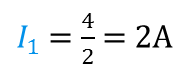 I₁ = 4/2 = 2A